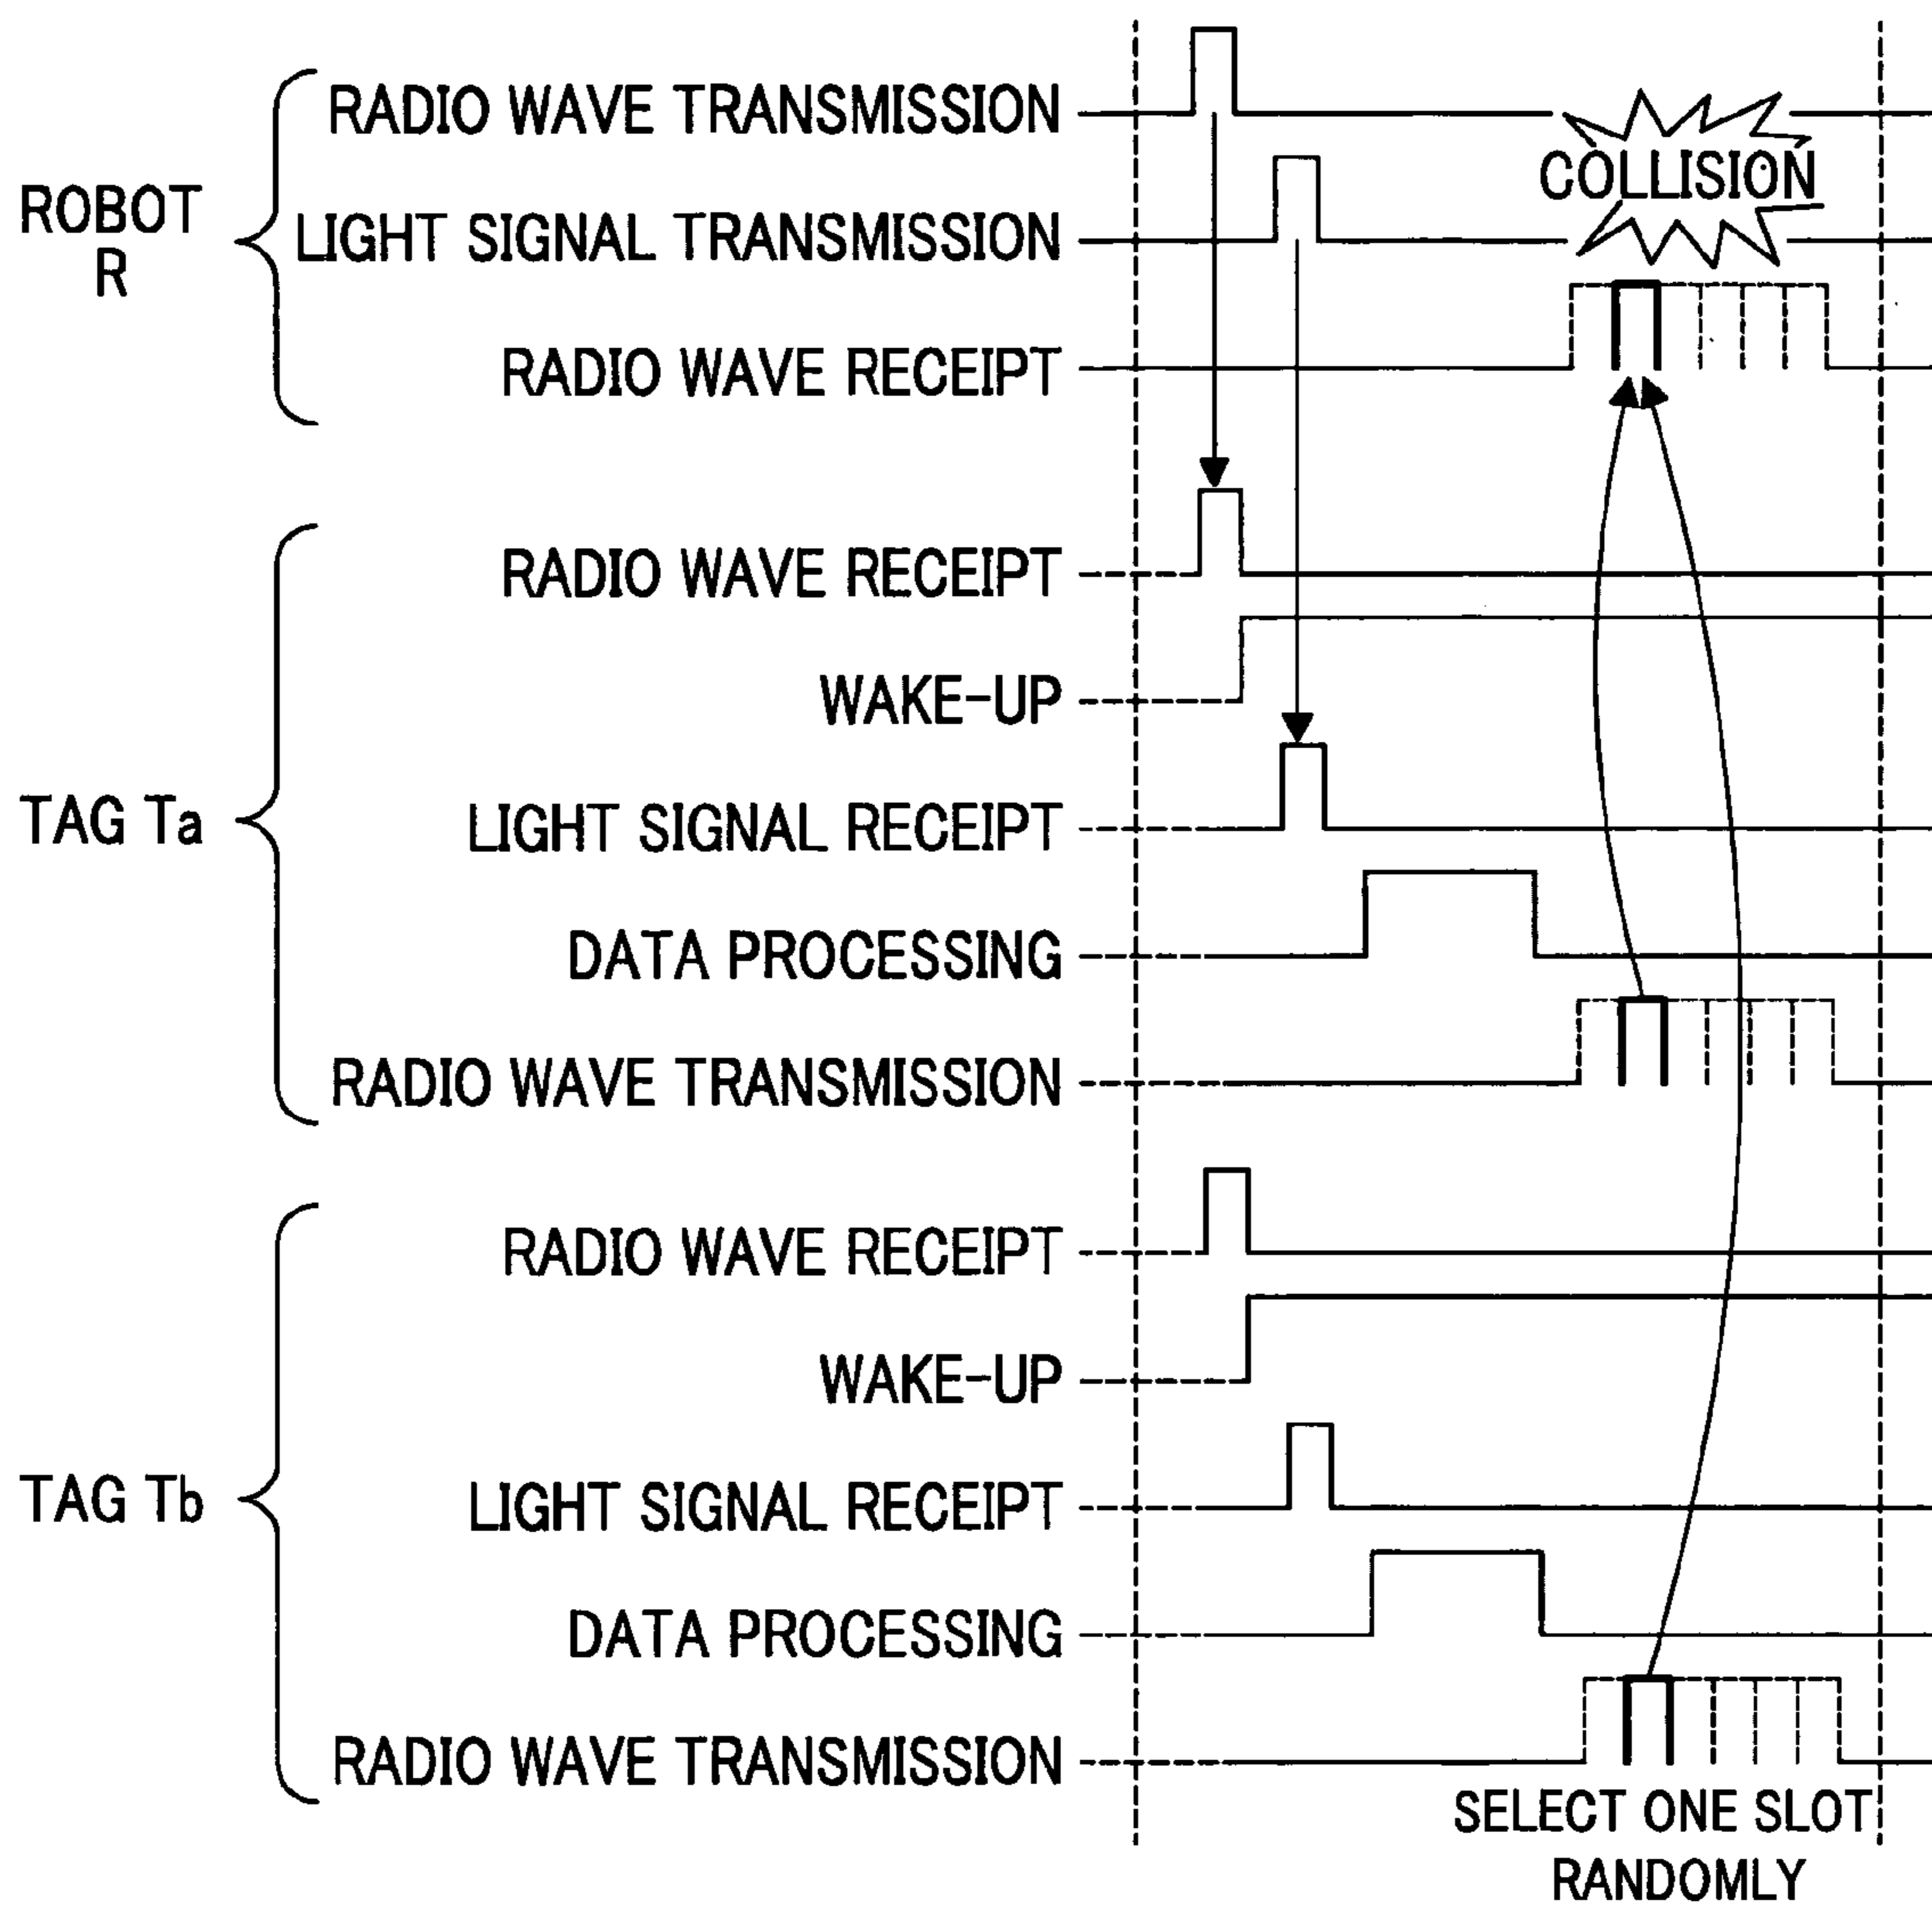 RADIO WAVE TRANSMISSION
COLLISION
ROBOT
R
LIGHT SIGNAL TRANSMISSION
RADIO WAVE RECEIPT
RADIO WAVE RECEIPT
WAKE-UP
TAG Ta
LIGHT SIGNAL RECEIPT
DATA PROCESSING
RADIO WAVE TRANSMISSION
RADIO WAVE RECEIPT
WAKE-UP
TAG Tb
LIGHT SIGNAL RECEIPT
DATA PROCESSING
RADIO WAVE TRANSMISSION
SELECT ONE SLOT
RANDOMLY